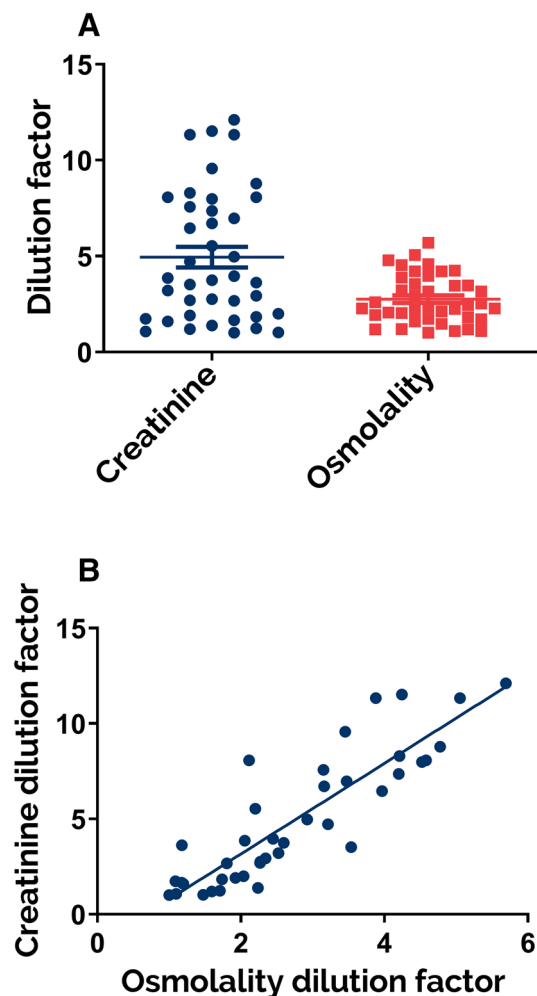 A
15
10
5
0
Dilution factor
Creatinine
Osmolality
B
15
10
5
0
Creatinine dilution factor
0 2 4 6
Osmolality dilution factor